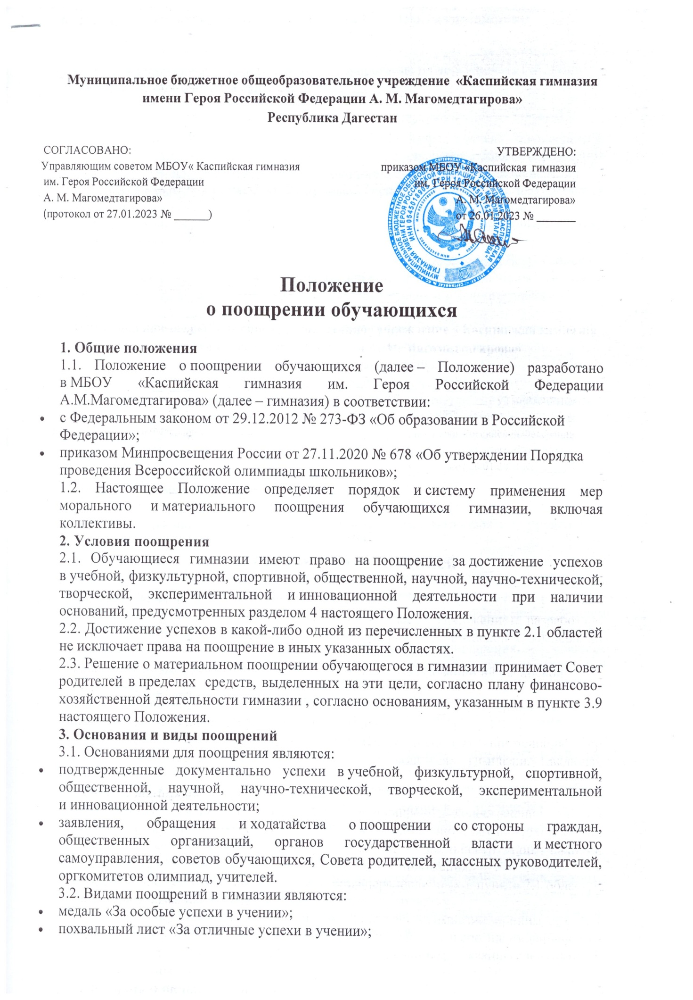 Муниципальное бюджетное общеобразовательное учреждение «Каспийская гимназия
имени Героя Российской Федерации А. М. Магомедтагирова»
Республика Дагестан
СОГЛАСОВАНО:
Управляющим советом МБОУ« Каспийская гимназия
им. Героя Российской Федерации
А. М. Магомедтагирова»
(протокол от 27.01.2023 № ______)
УТВЕРЖДЕНО:
приказом МБОУ «Каспийская гимназия
им. Героя Российской Федерации
А. М. Магомедтагирова»
от 26.01.2023 № _______
Положение
о поощрении обучающихся
1. Общие положения
1.1. Положение о поощрении обучающихся (далее – Положение) разработано
в МБОУ «Каспийская гимназия им. Героя Российской Федерации
А.М.Магомедтагирова» (далее – гимназия) в соответствии:
• с Федеральным законом от 29.12.2012 № 273-ФЗ «Об образовании в Российской
Федерации»;
• приказом Минпросвещения России от 27.11.2020 № 678 «Об утверждении Порядка
проведения Всероссийской олимпиады школьников»;
1.2. Настоящее Положение определяет порядок и систему применения мер
морального и материального поощрения обучающихся гимназии, включая
коллективы.
2. Условия поощрения
2.1. Обучающиеся гимназии имеют право на поощрение за достижение успехов
в учебной, физкультурной, спортивной, общественной, научной, научно-технической,
творческой, экспериментальной и инновационной деятельности при наличии
оснований, предусмотренных разделом 4 настоящего Положения.
2.2. Достижение успехов в какой-либо одной из перечисленных в пункте 2.1 областей
не исключает права на поощрение в иных указанных областях.
2.3. Решение о материальном поощрении обучающегося в гимназии принимает Совет
родителей в пределах средств, выделенных на эти цели, согласно плану финансово-
хозяйственной деятельности гимназии , согласно основаниям, указанным в пункте 3.9
настоящего Положения.
3. Основания и виды поощрений
3.1. Основаниями для поощрения являются:
• подтвержденные документально успехи в учебной, физкультурной, спортивной,
общественной, научной, научно-технической, творческой, экспериментальной
и инновационной деятельности;
• заявления, обращения и ходатайства о поощрении со стороны граждан,
общественных организаций, органов государственной власти и местного
самоуправления, советов обучающихся, Совета родителей, классных руководителей,
оргкомитетов олимпиад, учителей.
3.2. Видами поощрений в гимназии являются:
• медаль «За особые успехи в учении»;
• похвальный лист «За отличные успехи в учении»;